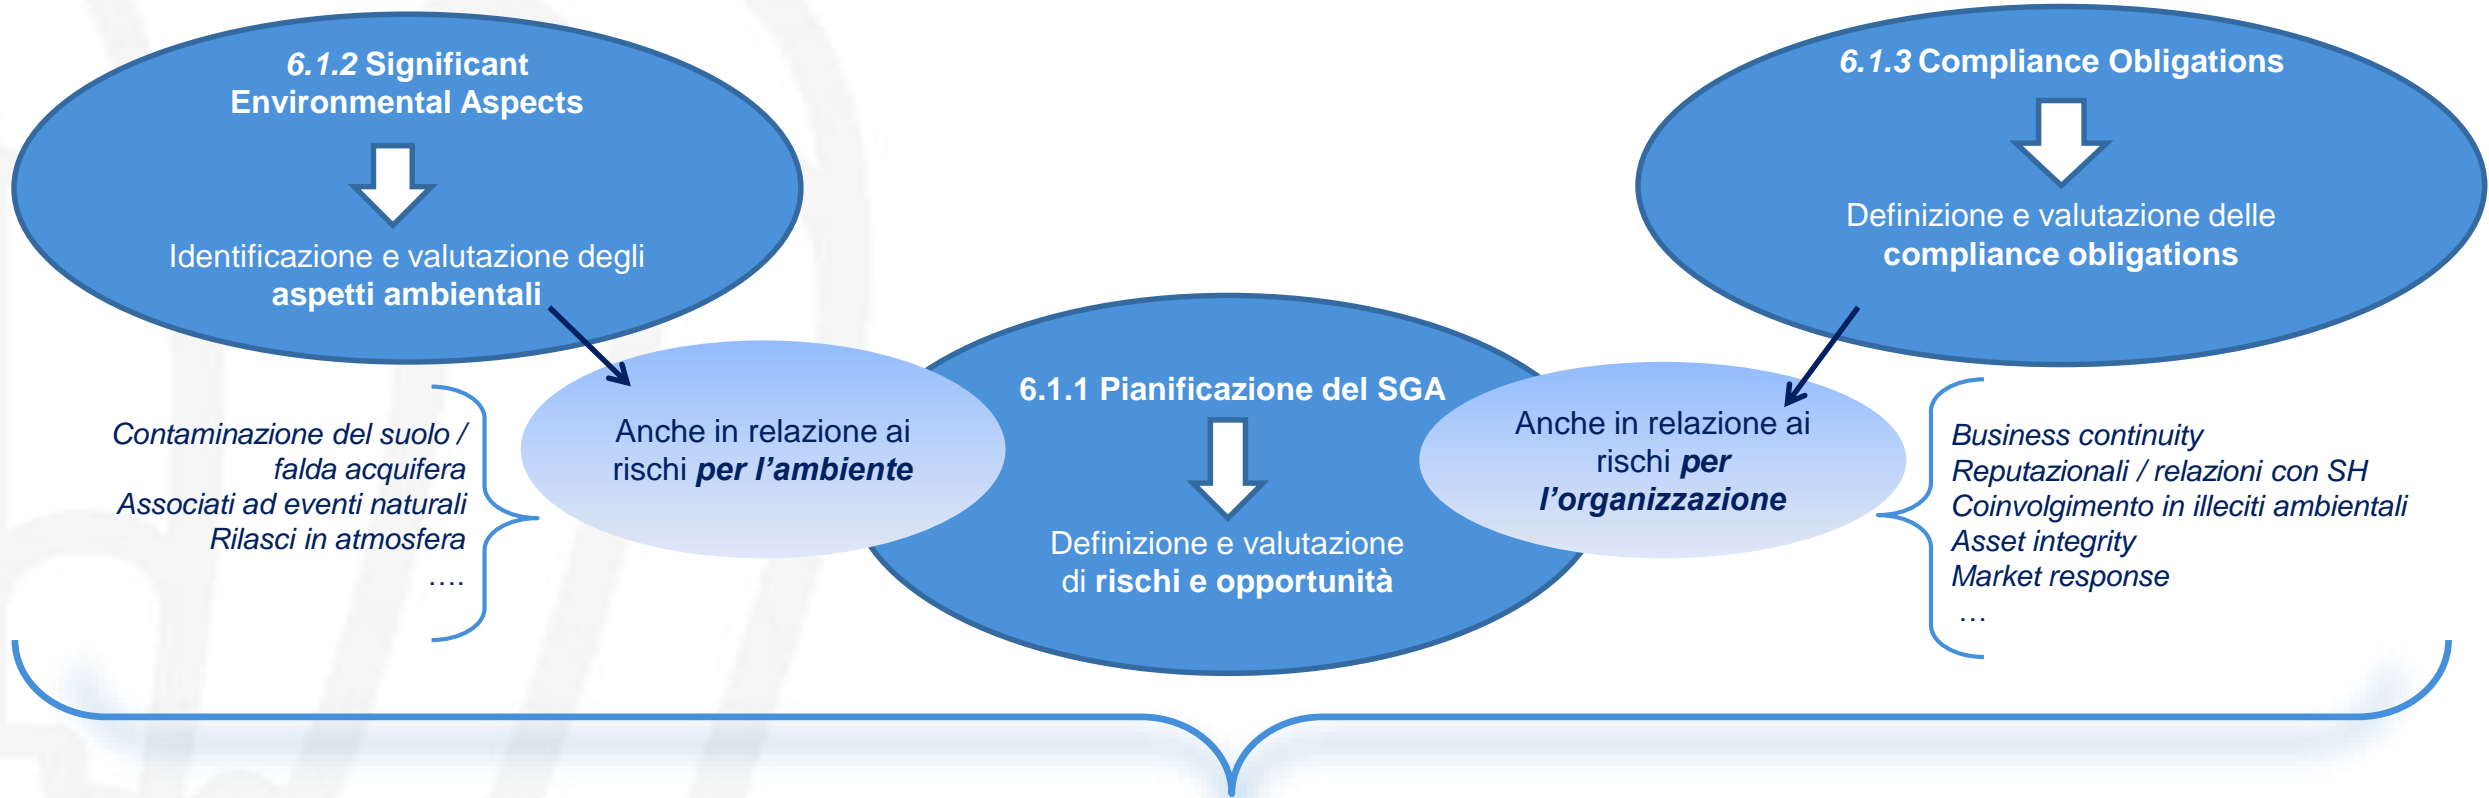 6.1.2 Significant
Environmental Aspects
Identificazione e valutazione degli
aspetti ambientali
6.1.3 Compliance Obligations
Definizione e valutazione delle
compliance obligations
Contaminazione del suolo /
falda acquifera
Associati ad eventi naturali
Rilasci in atmosfera
....
Anche in relazione ai
rischi per l’ambiente
6.1.1 Pianificazione del SGA
Definizione e valutazione
di rischi e opportunità
Anche in relazione ai
rischi per
l’organizzazione
Business continuity
Reputazionali / relazioni con SH
Coinvolgimento in illeciti ambientali
Asset integrity
Market response
...